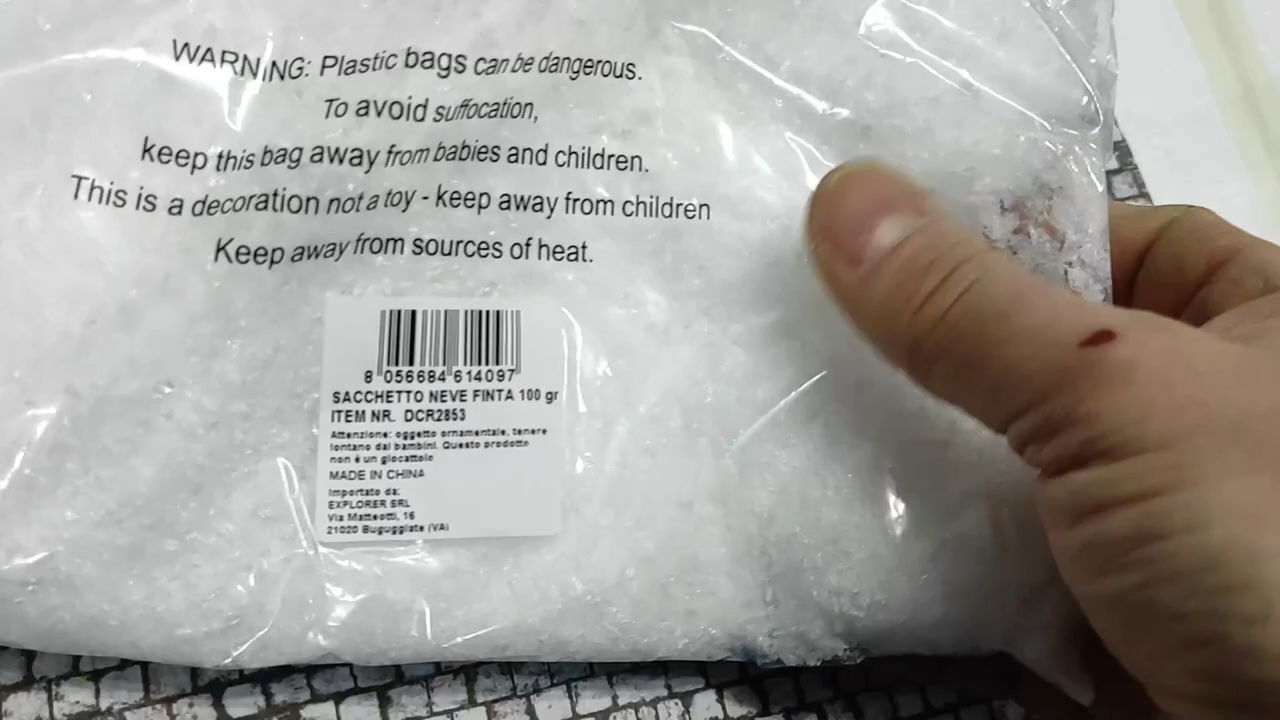 WARNING: Plastic bags can be dangerous.
To avoid suffocation,
keep this bag away from babies and children.
This is a decoration not a toy - keep away from children
Keep away from sources of heat.
8 056684 614097
SACCHETTO NEVE FINTA 100 gr
ITEM NR. DCR2853
Attenzione: oggetto ornamentale, tenere
lontano dai bambini. Questo prodotto
non è un giocattolo
MADE IN CHINA
Importato da:
EXPLORER SRL
Via Matteotti, 16
21020 Buguggiate (VA)